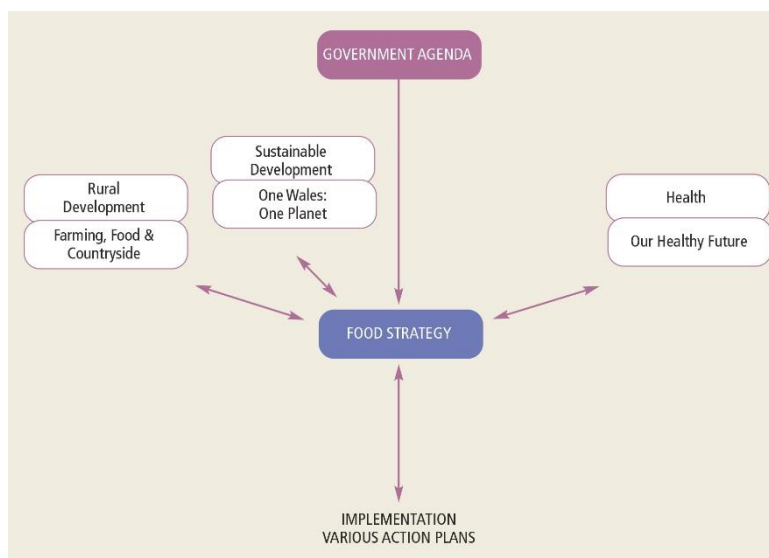 GOVERNMENT AGENDA
Sustainable
Development
One Wales:
One Planet
Rural
Development
Farming, Food &
Countryside
Health
Our Healthy Future
FOOD STRATEGY
IMPLEMENTATION
VARIOUS ACTION PLANS